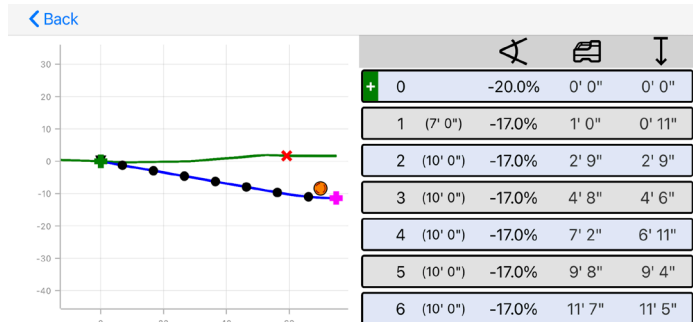 Back
30
20
10
0
-10
-20
-30
-40
+ 0 -20.0% 0' 0" 0' 0"
1 (7' 0") -17.0% 1' 0" 0' 11"
2 (10' 0") -17.0% 2' 9" 2' 9"
3 (10' 0") -17.0% 4' 8" 4' 6"
4 (10' 0") -17.0% 7' 2" 6' 11"
5 (10' 0") -17.0% 9' 8" 9' 4"
6 (10' 0") -17.0% 11' 7" 11' 5"